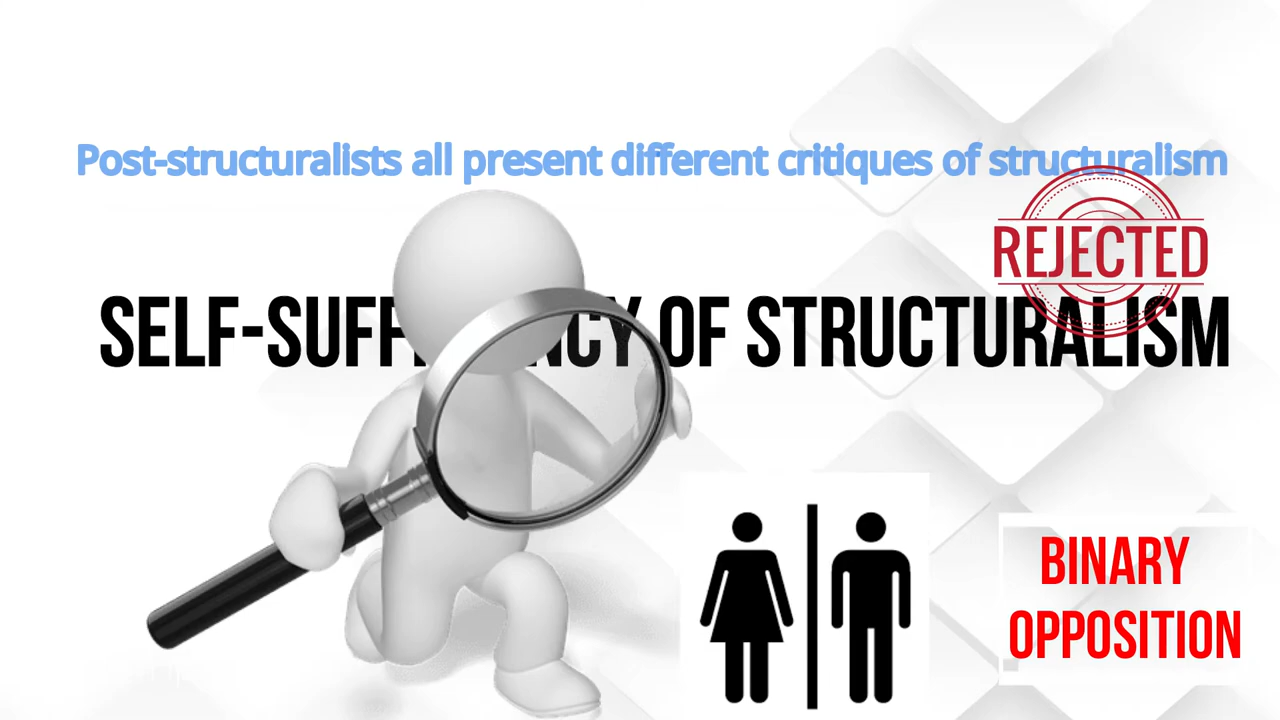 Post-structuralists all present different critiques of structuralism
REJECTED
OF STRUCTURALISM
BINARY
OPPOSITION